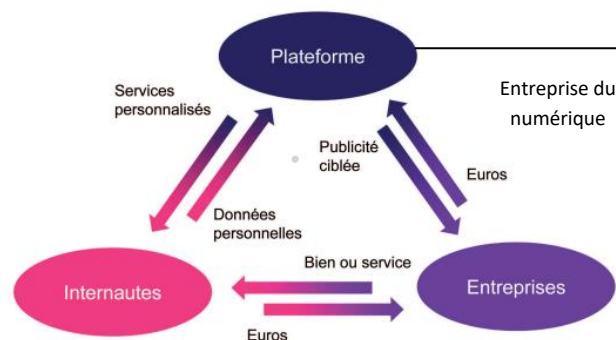 Plateforme
Entreprise du
numérique
Services
personnalisés
Publicité
ciblée
Euros
Données
personnelles
Bien ou service
Internautes
Entreprises
Euros